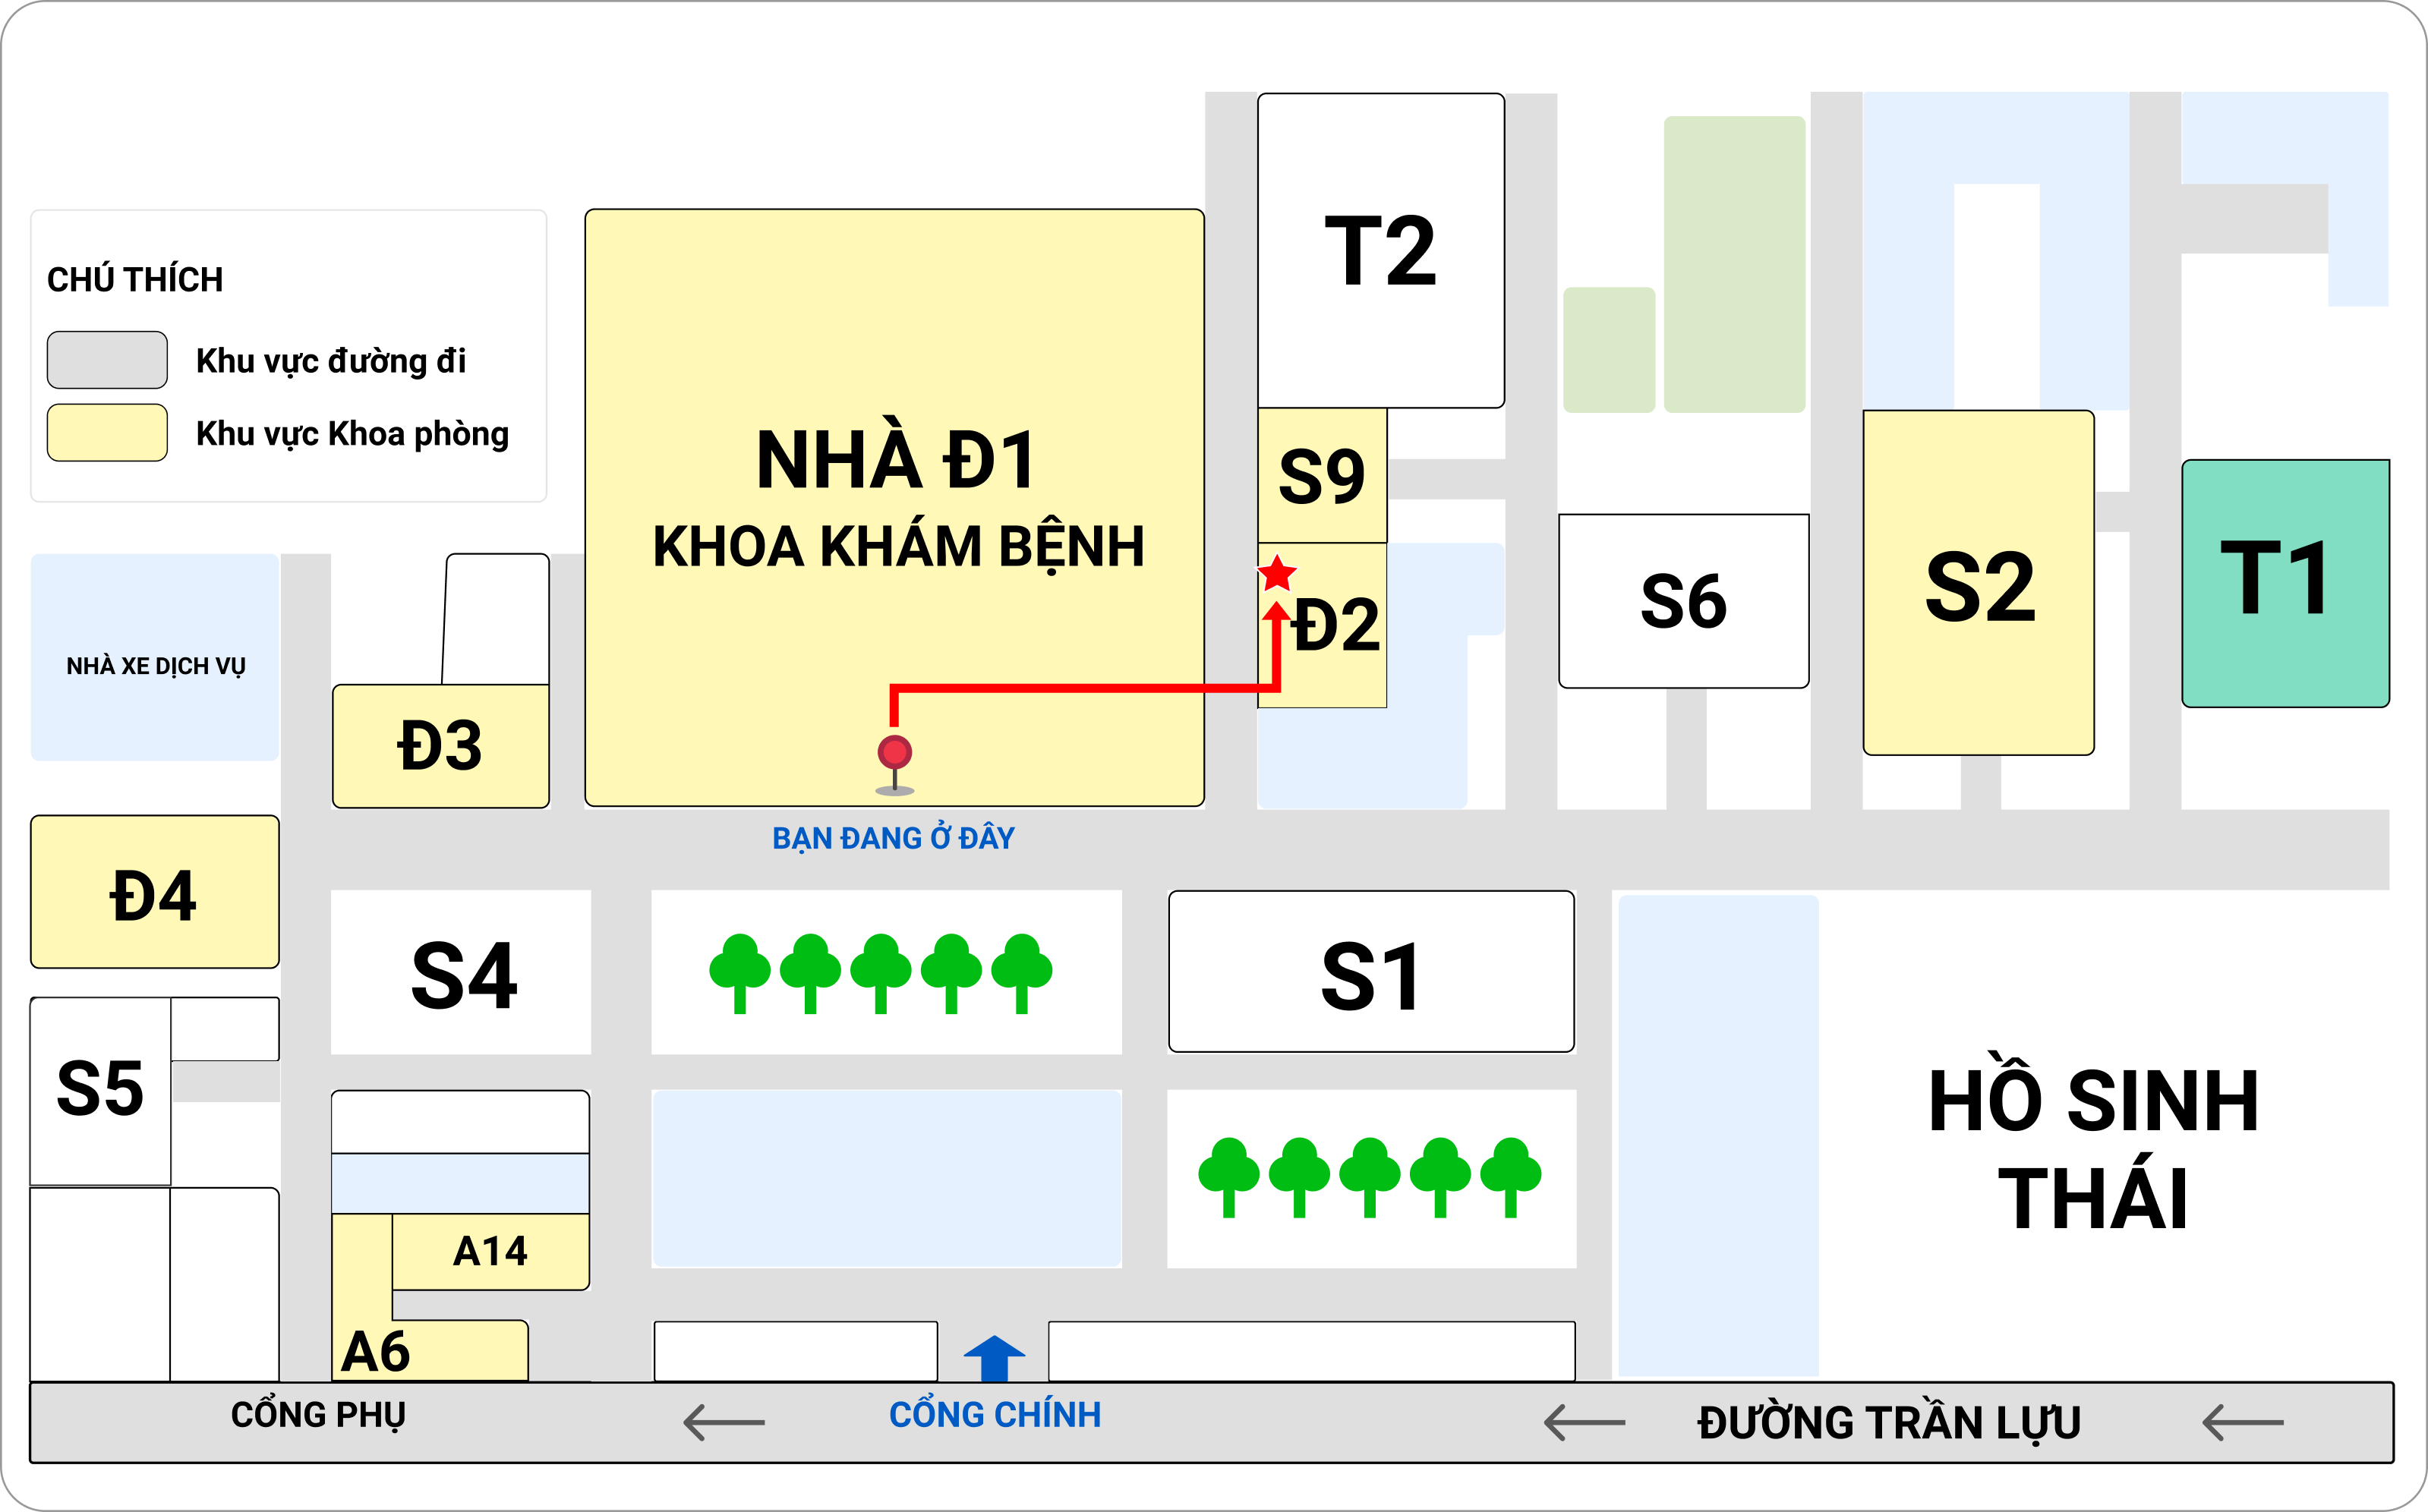 T2
CHÚ THÍCH
Khu vực đường đi
Khu vực Khoa phòng
NHÀ Đ1
KHOA KHÁM BỆNH
S9
Đ2
S6
S2
T1
NHÀ XE DỊCH VỤ
Đ3
BẠN ĐANG Ở ĐÂY
Đ4
S4
S1
S5
HỒ SINH
THÁI
A14
A6
CỔNG PHỤ
CỔNG CHÍNH
ĐƯỜNG TRẦN LỰU